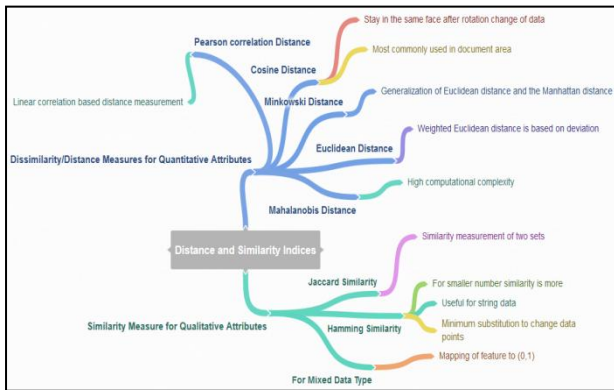 Stay in the same face after rotation change of data
Pearson correlation Distance
Most commonly used in document area
Cosine Distance
Minkowski Distance
Generalization of Euclidean distance and the Manhattan distance
Linear correlation based distance measurement
Weighted Euclidean distance is based on deviation
Euclidean Distance
Dissimilarity/Distance Measures for Quantitative Attributes
High computational complexity
Mahalanobis Distance
Similarity measurement of two sets
Distance and Similarity Indices
Jaccard Similarity
For smaller number similarity is more
Useful for string data
Similarity Measure for Qualitative Attributes
Hamming Similarity
Minimum substitution to change data
points
Mapping of feature to (0,1)
For Mixed Data Type